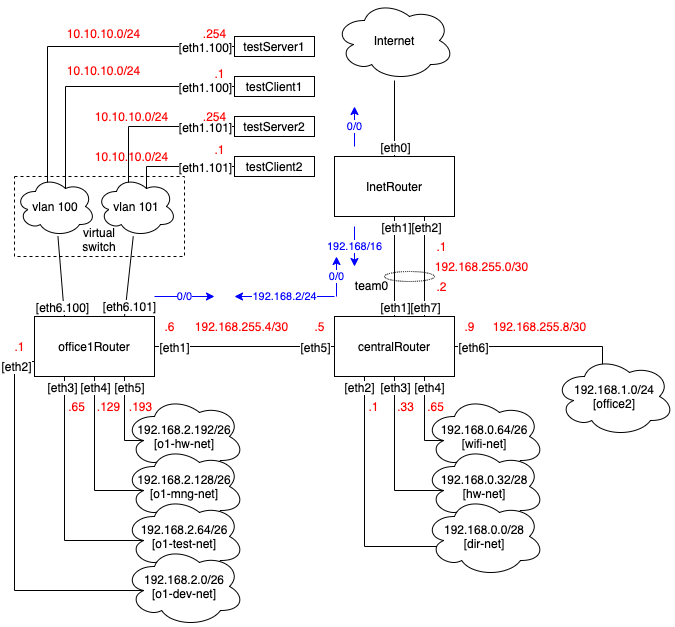 10.10.10.0/24
.254
[eth1.100]
testServer1
Internet
10.10.10.0/24
.1
[eth1.100]
testClient1
10.10.10.0/24
.254
[eth1.101]
testServer2
0/0
10.10.10.0/24
.1
[eth1.101]
testClient2
[eth0]
InetRouter
vlan 100
vlan 101
virtual
switch
[eth1]
[eth2]
192.168/16
.1
192.168.255.0/30
0/0
team0
.2
[eth6.100]
[eth6.101]
0/0
192.168.2/24
[eth1]
[eth7]
.1
[eth2]
office1Router
.6
192.168.255.4/30
.5
[eth1]
[eth5]
centralRouter
.9
192.168.255.8/30
[eth6]
192.168.1.0/24
[office2]
[eth3]
[eth4]
[eth5]
.65
.129
.193
[eth2]
[eth3]
[eth4]
.1
.33
.65
192.168.2.192/26
[o1-hw-net]
192.168.0.64/26
[wifi-net]
192.168.2.128/26
[o1-mng-net]
192.168.0.32/28
[hw-net]
192.168.2.64/26
[o1-test-net]
192.168.0.0/28
[dir-net]
192.168.2.0/26
[o1-dev-net]